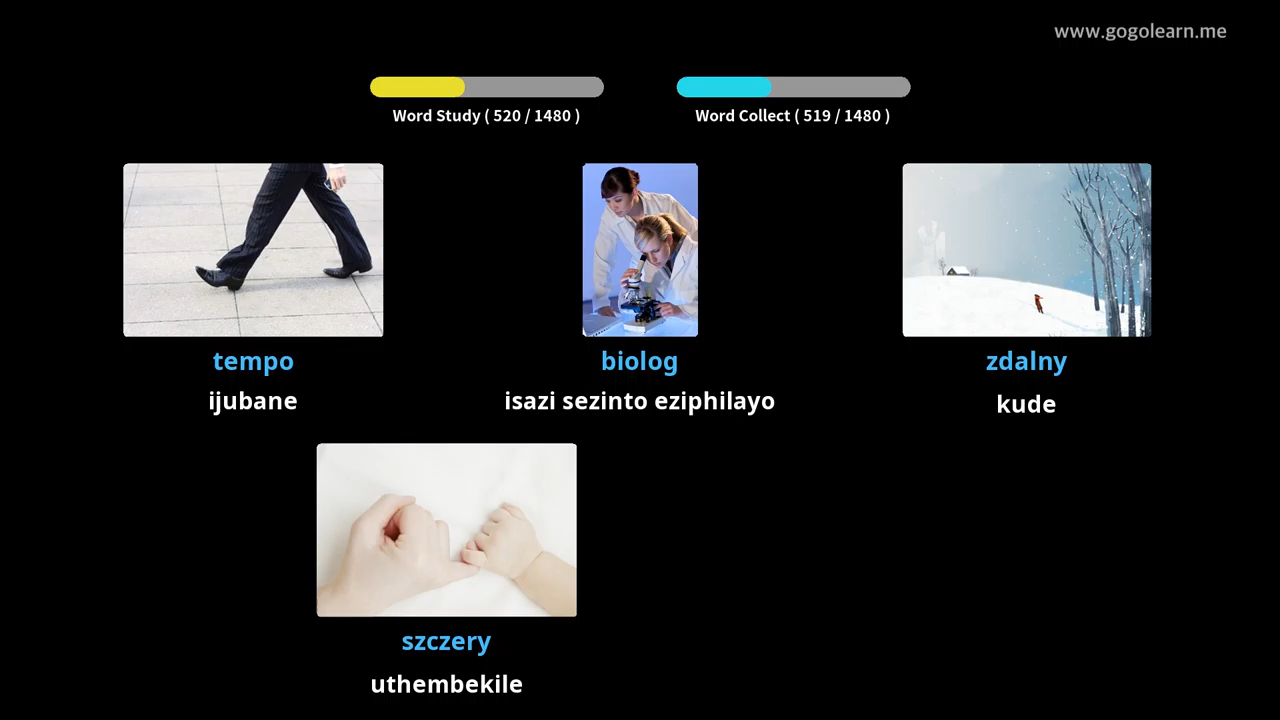 www.gogolearn.me
Word Study ( 520 / 1480 )
Word Collect ( 519 / 1480 )
tempo
ijubane
biolog
isazi sezinto eziphilayo
zdalny
kude
szczery
uthembekile